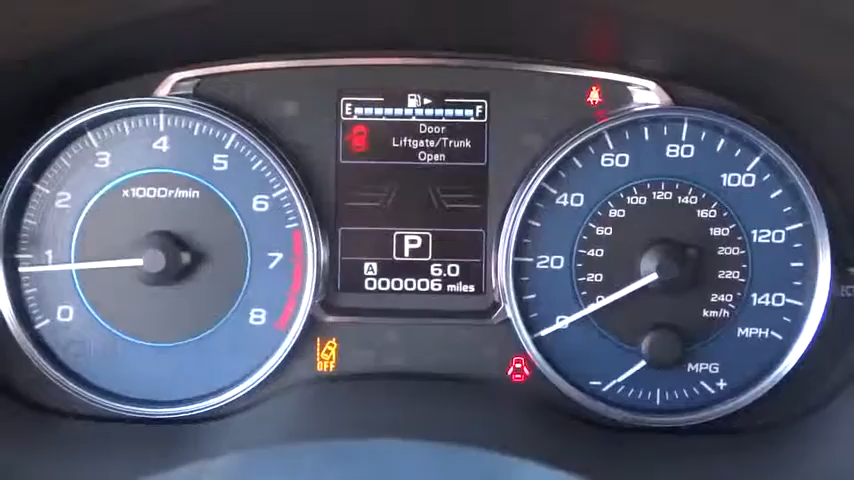 0
1
2
3
4
5
6
7
8
x1000r/min
E
F
Door
Liftgate/Trunk
Open
P
A
6.0
000006 miles
OFF
0
20
40
60
80
100
120
140
MPH
0
20
40
60
80
100
120
140
160
180
200
220
240
km/h
MPG
-
+